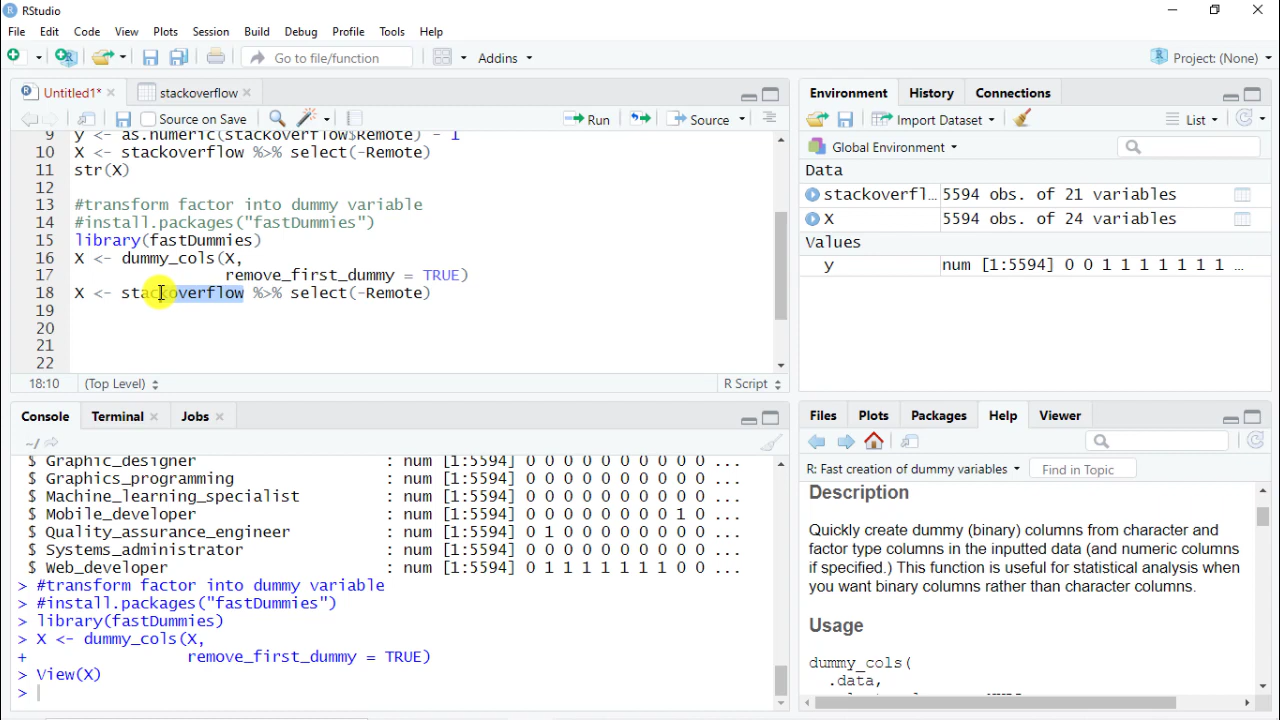 RStudio
File Edit Code View Plots Session Build Debug Profile Tools Help
Go to file/function Addins Project: (None)
Untitled1* stackoverflow
Source on Save Run Source
9 y <- as.numeric(stackoverflow$Remote) - 1
10 X <- stackoverflow %>% select(-Remote)
11 str(X)
12
13 #transform factor into dummy variable
14 #install.packages("fastDummies")
15 library(fastDummies)
16 X <- dummy_cols(X,
17 remove_first_dummy = TRUE)
18 X <- stackoverflow %>% select(-Remote)
19
20
21
22
18:10 (Top Level) R Script
Console Terminal Jobs
~/
$ Graphic_designer : num [1:5594] 0 0 0 0 0 0 0 0 0 0 ...
$ Graphics_programming : num [1:5594] 0 0 0 0 0 0 0 0 0 0 ...
$ Machine_learning_specialist : num [1:5594] 0 0 0 0 0 0 0 0 0 0 ...
$ Mobile_developer : num [1:5594] 0 0 0 0 0 0 0 0 1 0 ...
$ Quality_assurance_engineer : num [1:5594] 0 1 0 0 0 0 0 0 0 0 ...
$ Systems_administrator : num [1:5594] 0 0 0 0 0 0 0 0 0 0 ...
$ Web_developer : num [1:5594] 0 1 1 1 1 1 1 1 0 0 ...
> #transform factor into dummy variable
> #install.packages("fastDummies")
> library(fastDummies)
> X <- dummy_cols(X,
+ remove_first_dummy = TRUE)
> View(X)
>
Environment History Connections
Import Dataset List
Global Environment
Data
stackoverfl… 5594 obs. of 21 variables
X 5594 obs. of 24 variables
Values
y num [1:5594] 0 0 1 1 1 1 1 1 1 …
Files Plots Packages Help Viewer
R: Fast creation of dummy variables Find in Topic
Description
Quickly create dummy (binary) columns from character and
factor type columns in the inputted data (and numeric columns
if specified.) This function is useful for statistical analysis when
you want binary columns rather than character columns.
Usage
dummy_cols(
.data,